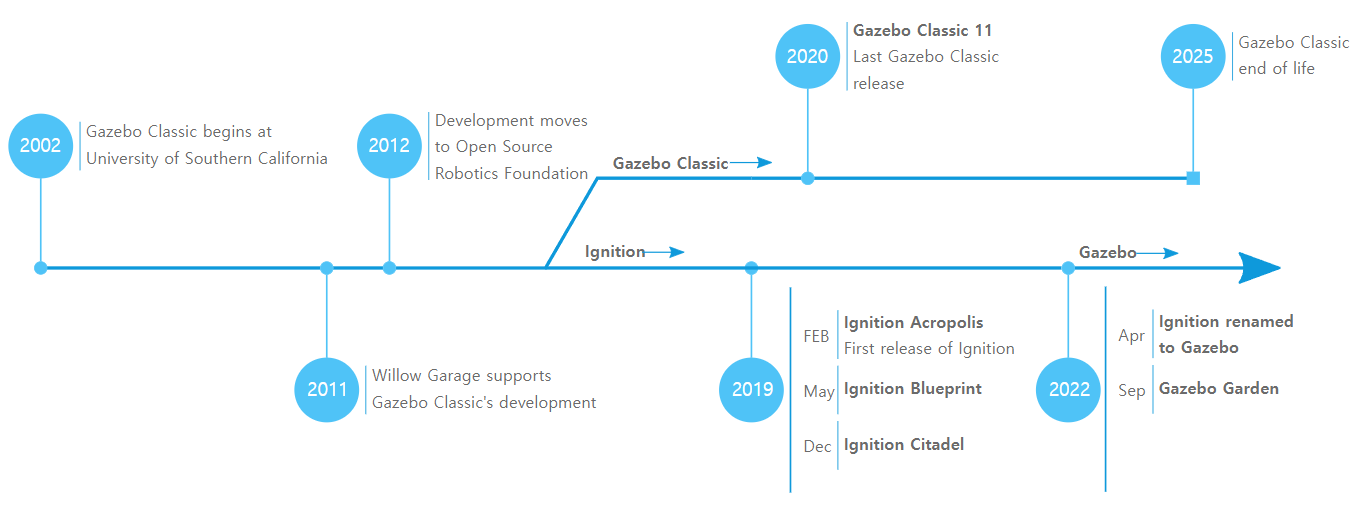 2002
Gazebo Classic begins at
University of Southern California
2011
Willow Garage supports
Gazebo Classic's development
2012
Development moves
to Open Source
Robotics Foundation
Gazebo Classic
2020
Gazebo Classic 11
Last Gazebo Classic
release
2025
Gazebo Classic
end of life
Ignition
2019
FEB
Ignition Acropolis
First release of Ignition
May
Ignition Blueprint
Dec
Ignition Citadel
Gazebo
2022
Apr
Ignition renamed
to Gazebo
Sep
Gazebo Garden